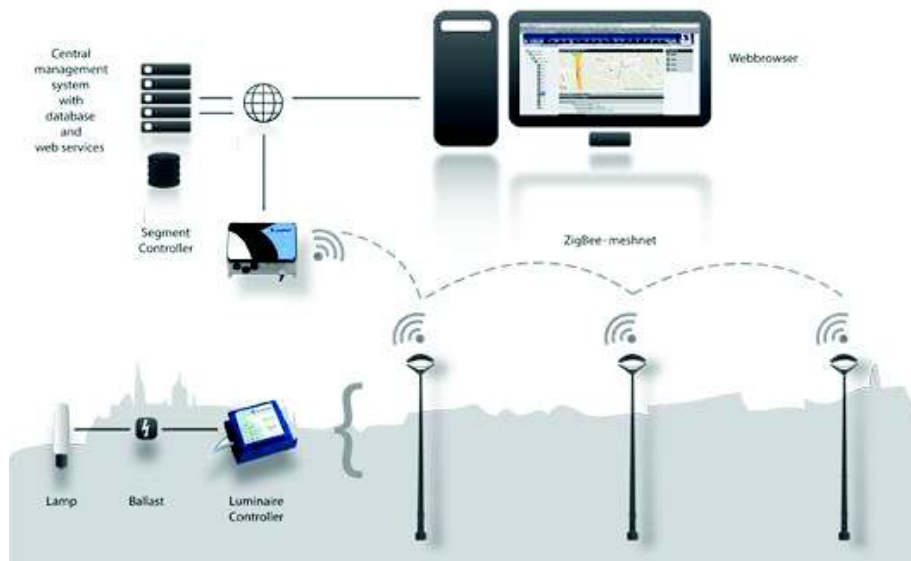 Central
management
system
with
database
and
web services
Webbrowser
Segment
Controller
ZigBee-meshnet
Lamp
Ballast
Luminaire
Controller